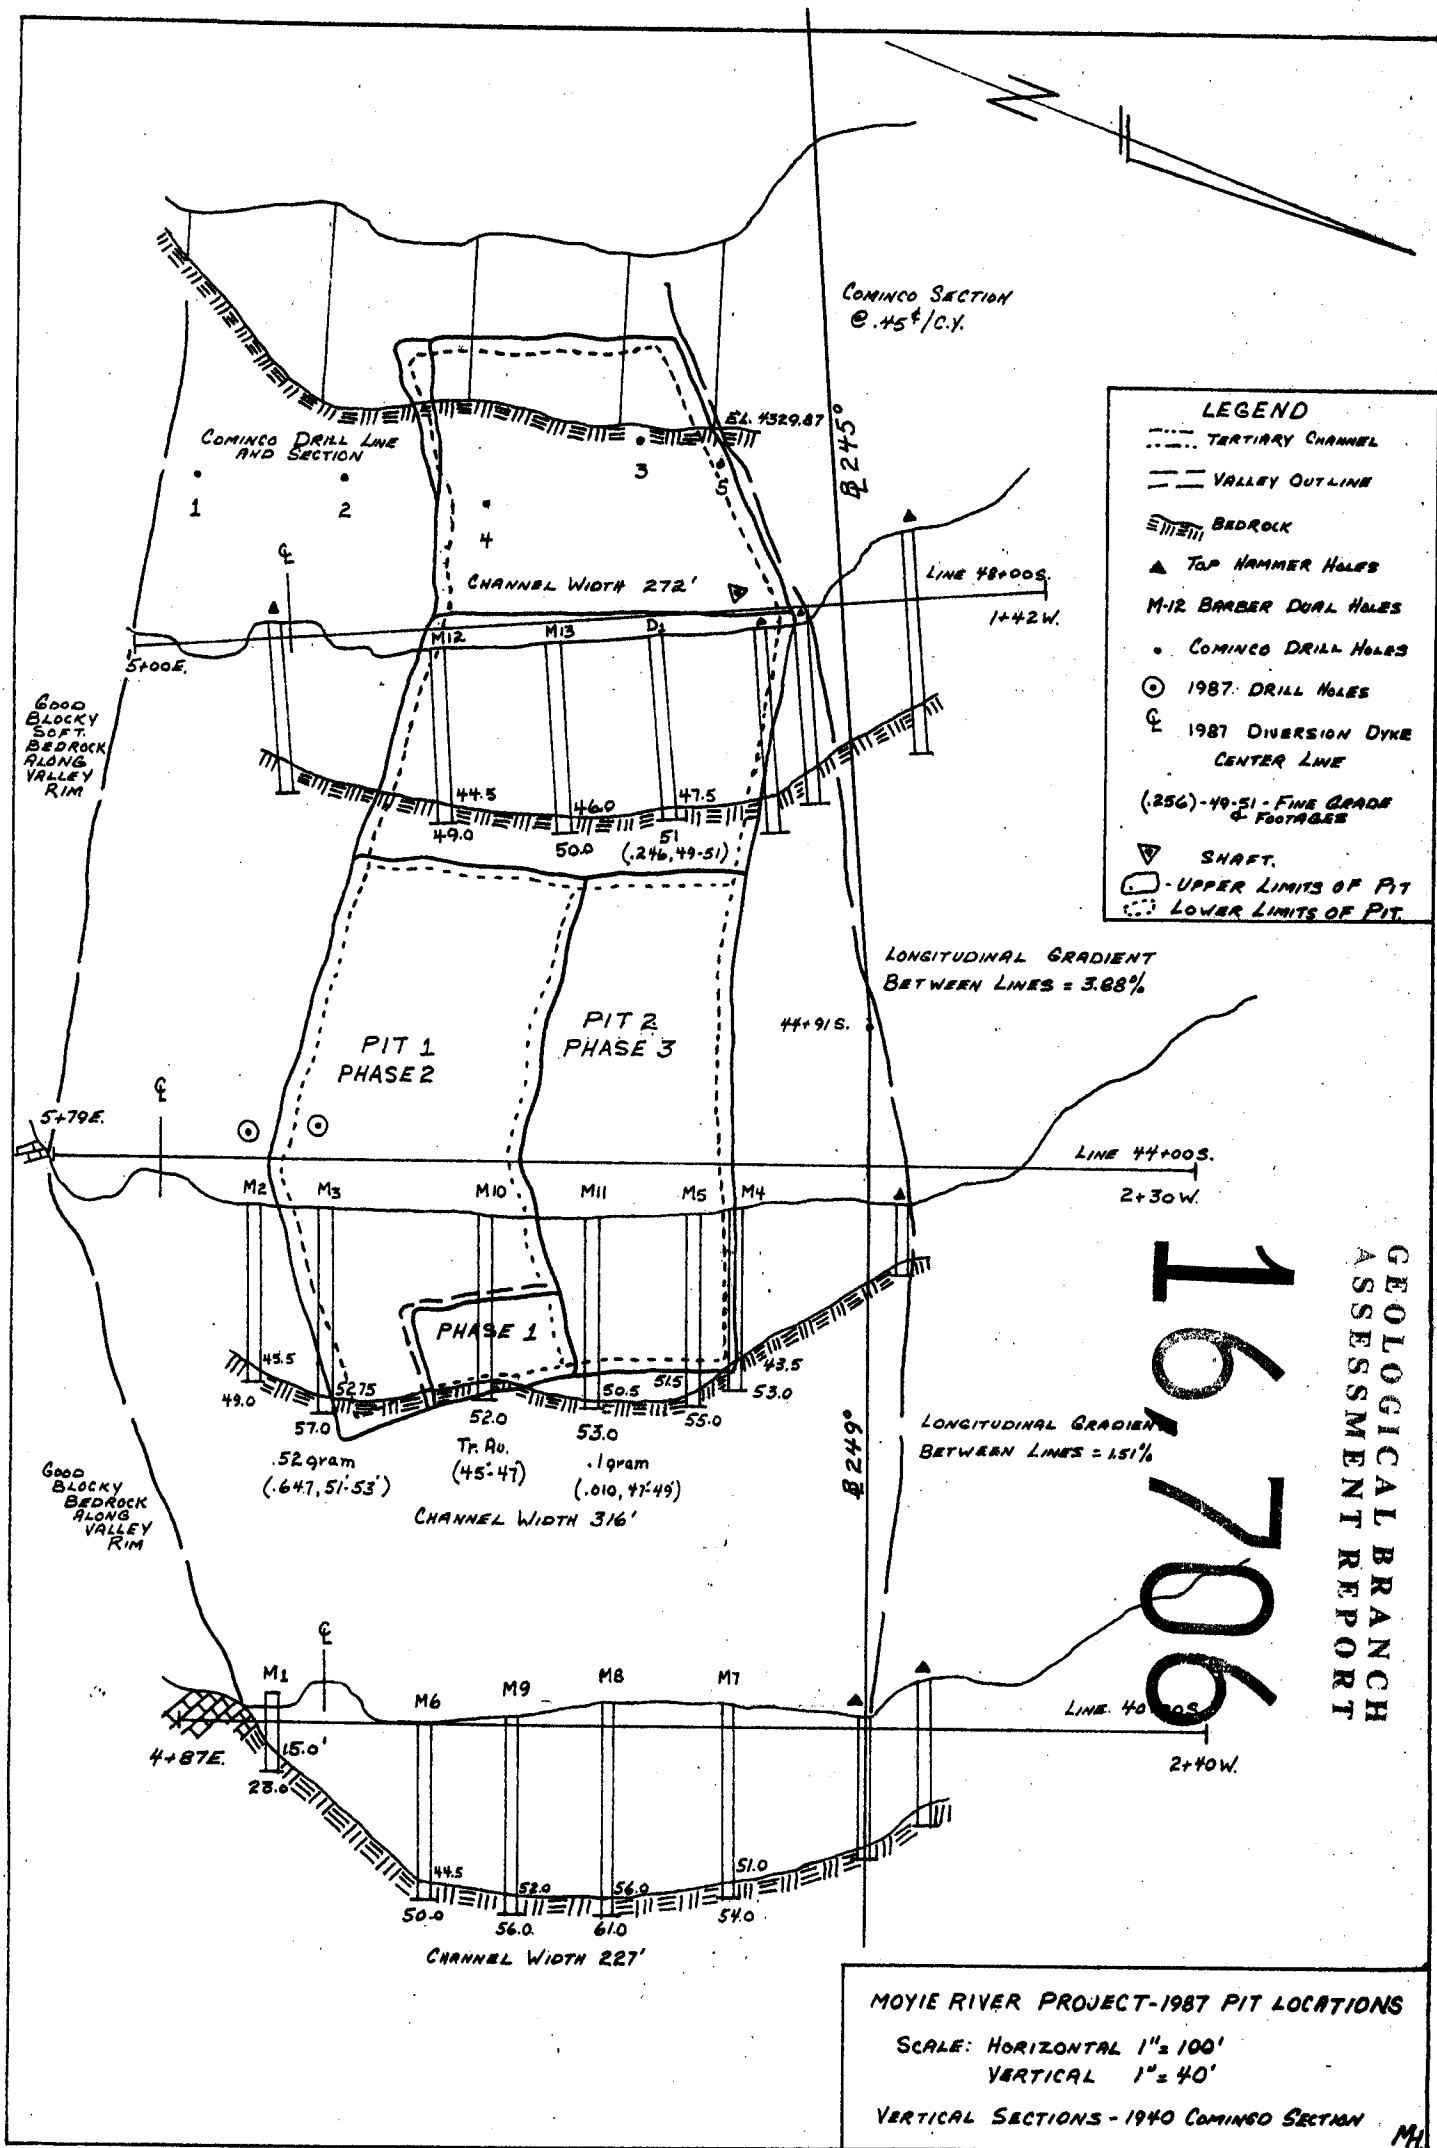 COMINCO SECTION
@ .45¢/C.Y.
LEGEND
TERTIARY CHANNEL
VALLEY OUTLINE
BEDROCK
TOP HAMMER HOLES
M-12 BARBER DUAL HOLES
COMINCO DRILL HOLES
1987 DRILL HOLES
℄ 1987 DIVERSION DYKE
CENTER LINE
(.256)-49-51 - FINE GRADE
& FOOTAGES
SHAFT.
- UPPER LIMITS OF PIT
LOWER LIMITS OF PIT.
EL. 4329.87
COMINCO DRILL LINE
AND SECTION
1
2
3
4
5
B 245°
℄
CHANNEL WIDTH 272'
LINE 48+00S.
1+42W.
5+00E.
M12
M13
D1
GOOD
BLOCKY
SOFT.
BEDROCK
ALONG
VALLEY
RIM
44.5
46.0
47.5
49.0
50.0
51
(.246, 49-51)
LONGITUDINAL GRADIENT
BETWEEN LINES = 3.88%
44+91S.
PIT 1
PHASE 2
PIT 2
PHASE 3
℄
5+79E.
LINE 44+00S.
2+30W.
M2
M3
M10
M11
M5
M4
PHASE 1
45.5
52.75
50.5
51.5
43.5
49.0
57.0
52.0
53.0
55.0
53.0
.52 gram
(.647, 51'-53')
Tr. Au.
(45'-47')
.1 gram
(.010, 47'-49')
CHANNEL WIDTH 316'
B 249°
LONGITUDINAL GRADIENT
BETWEEN LINES = 1.51%
GOOD
BLOCKY
BEDROCK
ALONG
VALLEY
RIM
GEOLOGICAL BRANCH
ASSESSMENT REPORT
16,706
℄
M1
M6
M9
M8
M7
LINE 40+00S.
2+40W.
4+87E.
15.0'
23.0
44.5
52.0
56.0
51.0
50.0
56.0
61.0
54.0
CHANNEL WIDTH 227'
MOYIE RIVER PROJECT-1987 PIT LOCATIONS
SCALE: HORIZONTAL 1"=100'
VERTICAL 1"=40'
VERTICAL SECTIONS - 1940 COMINCO SECTION
MH